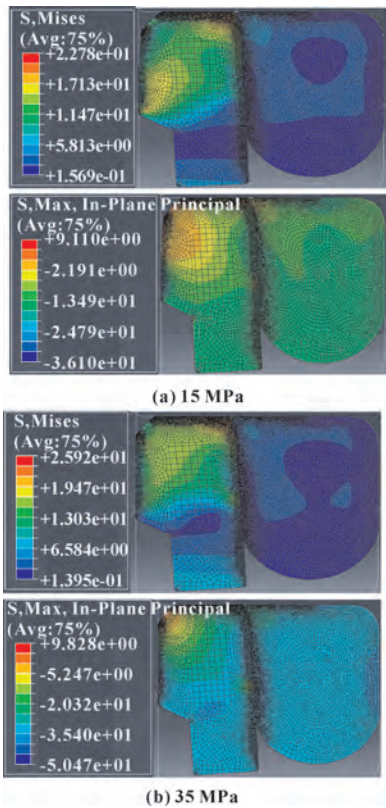 S,Mises
(Avg:75%)
+2.278e+01
+1.713e+01
+1.147e+01
+5.813e+00
+1.569e-01
S,Max, In-Plane Principal
(Avg:75%)
+9.110e+00
-2.191e+00
-1.349e+01
-2.479e+01
-3.610e+01
(a) 15 MPa
S,Mises
(Avg:75%)
+2.592e+01
+1.947e+01
+1.303e+01
+6.584e+00
+1.395e-01
S,Max, In-Plane Principal
(Avg:75%)
+9.828e+00
-5.247e+00
-2.032e+01
-3.540e+01
-5.047e+01
(b) 35 MPa